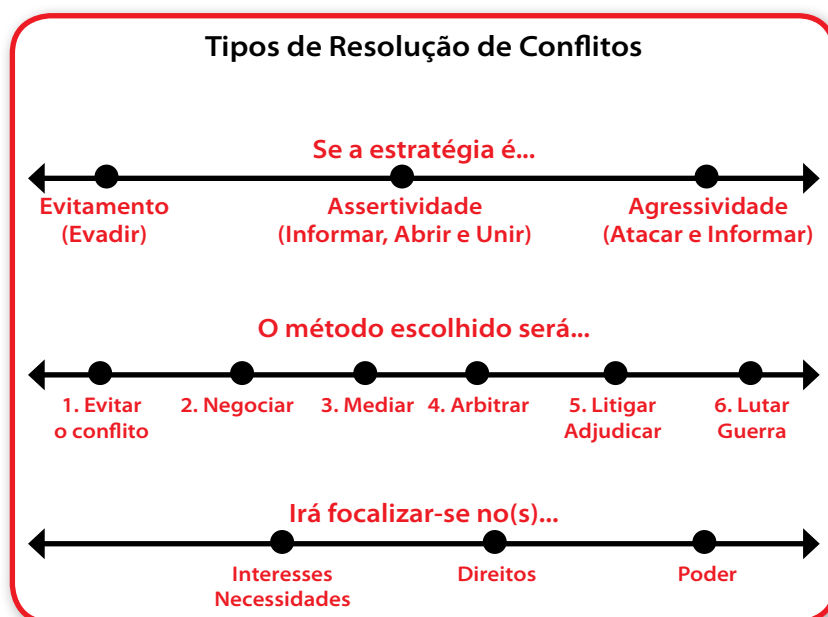 Tipos de Resolução de Conflitos
Se a estratégia é...
Evitamento
(Evadir)
Assertividade
(Informar, Abrir e Unir)
Agressividade
(Atacar e Informar)
O método escolhido será...
1. Evitar
o conflito
2. Negociar
3. Mediar
4. Arbitrar
5. Litigar
Adjudicar
6. Lutar
Guerra
Irá focalizar-se no(s)...
Interesses
Necessidades
Direitos
Poder